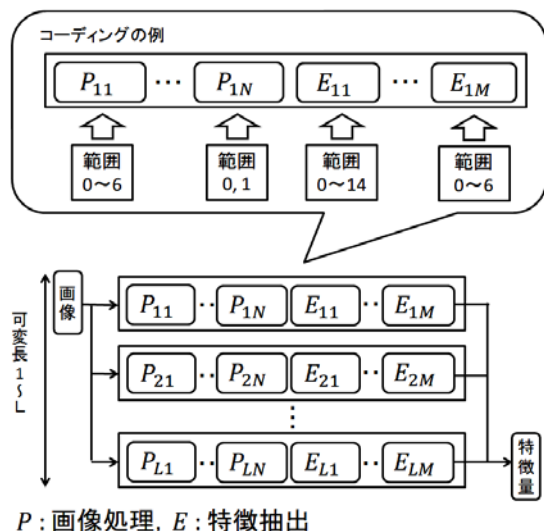 コーディングの例
P11 ⋯ P1N E11 ⋯ E1M
範囲 0～6
範囲 0, 1
範囲 0～14
範囲 0～6
可変長1～L
画像
P11 ‥ P1N E11 ‥ E1M
P21 ‥ P2N E21 ‥ E2M
⋮
PL1 ‥ PLN EL1 ‥ ELM
特徴量
P : 画像処理, E : 特徴抽出